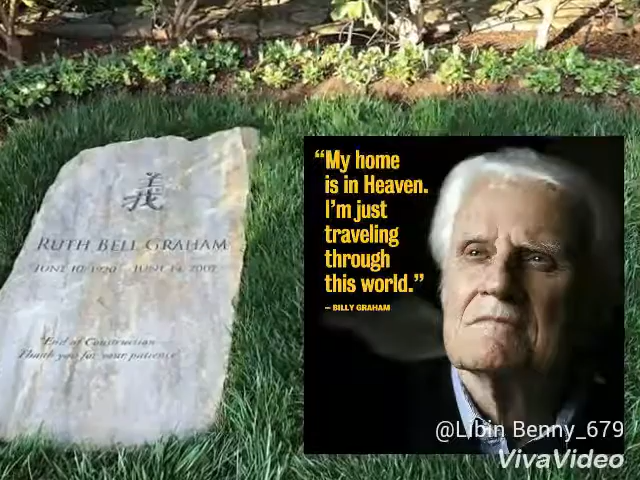 義
RUTH BELL GRAHAM
JUNE 10, 1920 JUNE 14, 2007
"End of Construction—
Thank you for your patience"
"My home
is in Heaven.
I'm just
traveling
through
this world."
— BILLY GRAHAM
@Libin Benny_679
VivaVideo